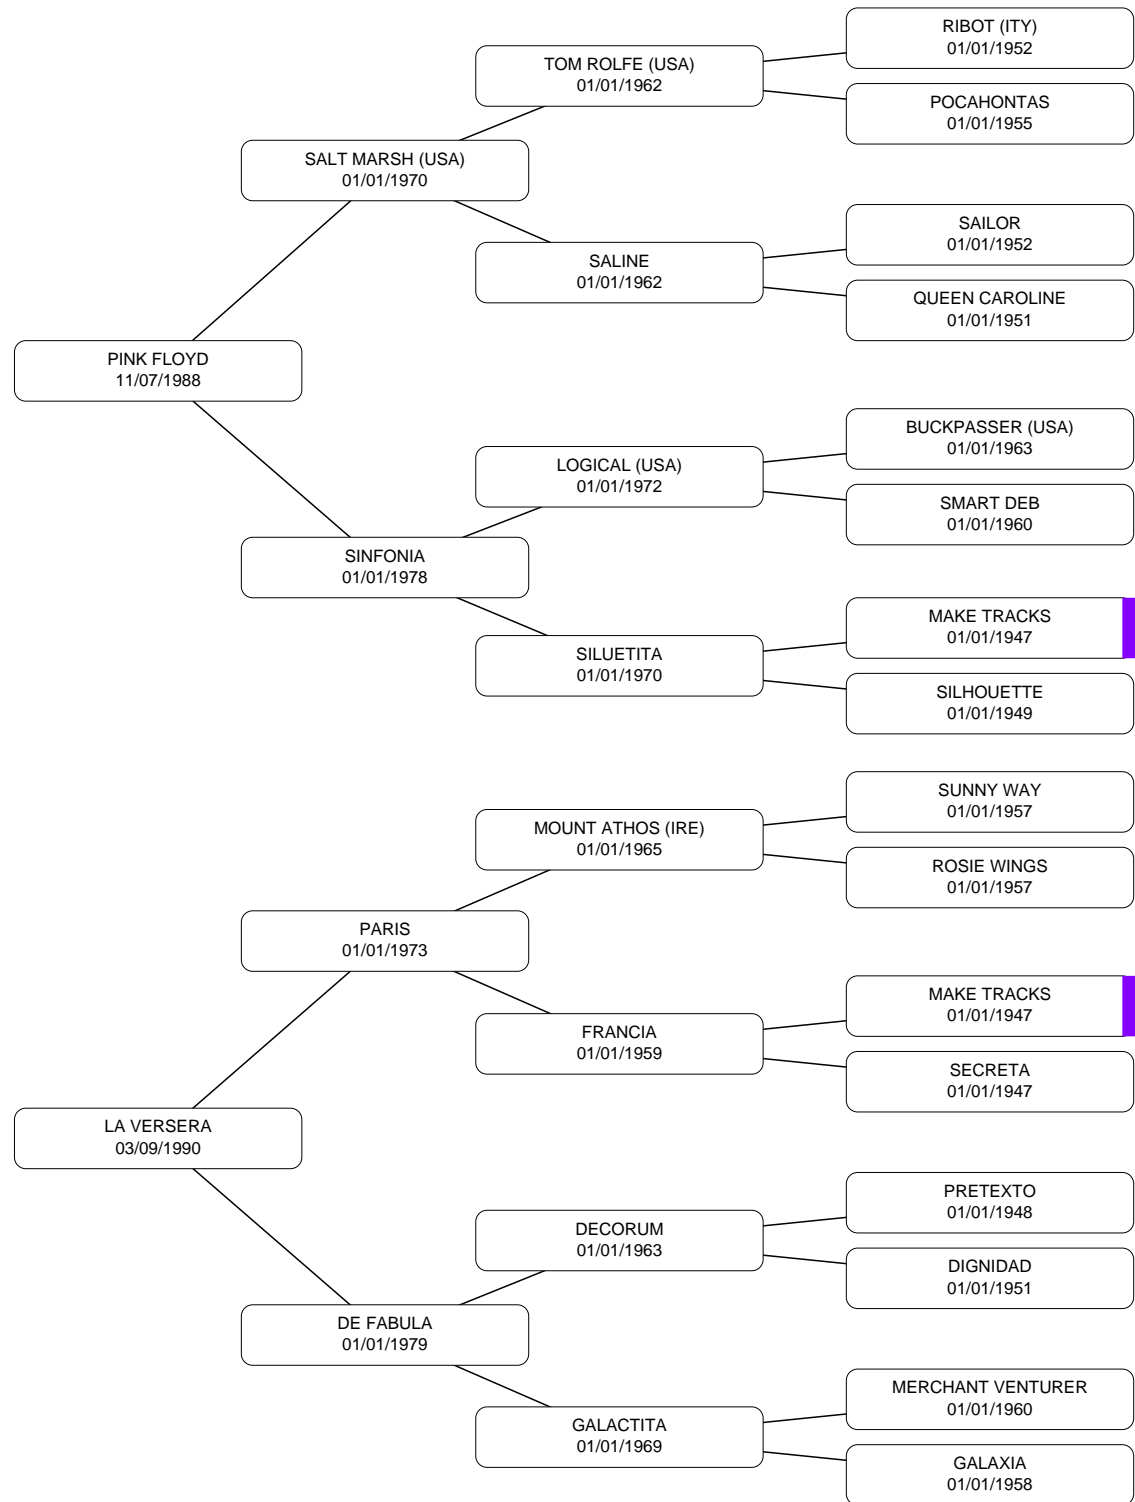 RIBOT (ITY)
01/01/1952
TOM ROLFE (USA)
01/01/1962
POCAHONTAS
01/01/1955
SALT MARSH (USA)
01/01/1970
SAILOR
01/01/1952
SALINE
01/01/1962
QUEEN CAROLINE
01/01/1951
PINK FLOYD
11/07/1988
BUCKPASSER (USA)
01/01/1963
LOGICAL (USA)
01/01/1972
SMART DEB
01/01/1960
SINFONIA
01/01/1978
MAKE TRACKS
01/01/1947
SILUETITA
01/01/1970
SILHOUETTE
01/01/1949
SUNNY WAY
01/01/1957
MOUNT ATHOS (IRE)
01/01/1965
ROSIE WINGS
01/01/1957
PARIS
01/01/1973
MAKE TRACKS
01/01/1947
FRANCIA
01/01/1959
SECRETA
01/01/1947
LA VERSERA
03/09/1990
PRETEXTO
01/01/1948
DECORUM
01/01/1963
DIGNIDAD
01/01/1951
DE FABULA
01/01/1979
MERCHANT VENTURER
01/01/1960
GALACTITA
01/01/1969
GALAXIA
01/01/1958